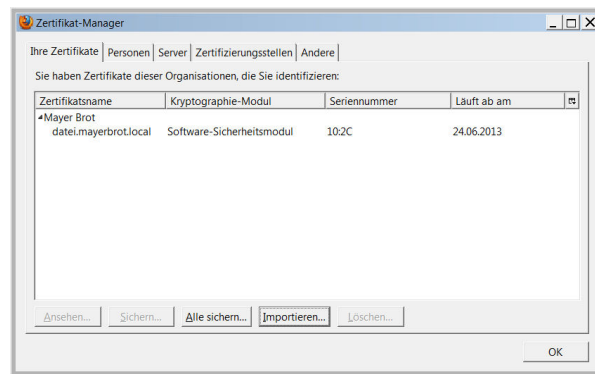 Zertifikat-Manager
Ihre Zertifikate Personen Server Zertifizierungsstellen Andere
Sie haben Zertifikate dieser Organisationen, die Sie identifizieren:
Zertifikatsname Kryptographie-Modul Seriennummer Läuft ab am
Mayer Brot
datei.mayerbrot.local Software-Sicherheitsmodul 10:2C 24.06.2013
Ansehen... Sichern... Alle sichern... Importieren... Löschen...
OK